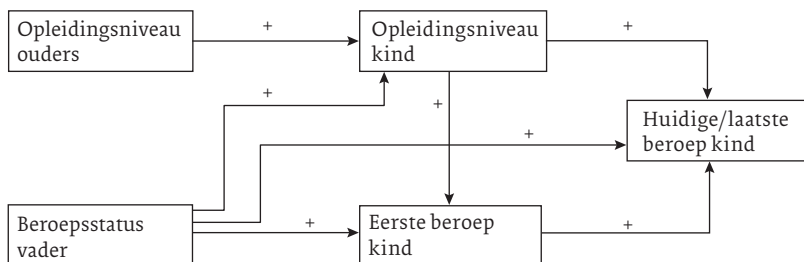 Opleidingsniveau
ouders
+
Opleidingsniveau
kind
+
+
+
+
Huidige/laatste
beroep kind
Beroepsstatus
vader
+
Eerste beroep
kind
+